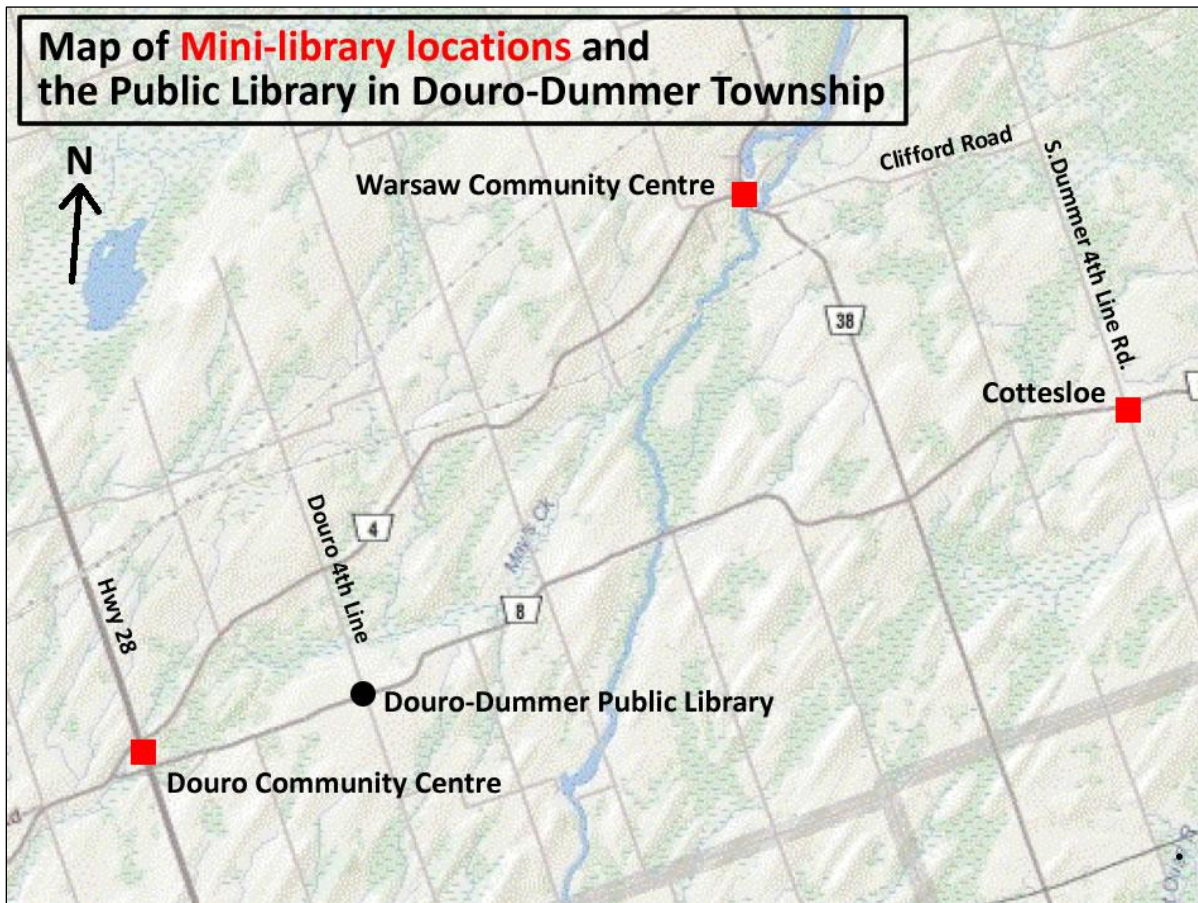 Map of Mini-library locations and
the Public Library in Douro-Dummer Township
N
Warsaw Community Centre
Clifford Road
S.Dummer 4th Line Rd.
38
Cottesloe
Douro 4th Line
4
May's Ck
Hwy 28
8
Douro-Dummer Public Library
Douro Community Centre